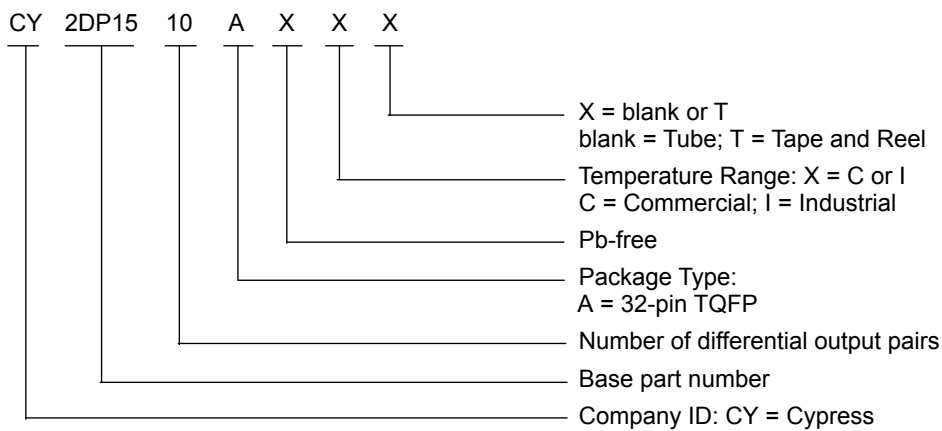 CY 2DP15 10 A X X X
X = blank or T
blank = Tube; T = Tape and Reel
Temperature Range: X = C or I
C = Commercial; I = Industrial
Pb-free
Package Type:
A = 32-pin TQFP
Number of differential output pairs
Base part number
Company ID: CY = Cypress